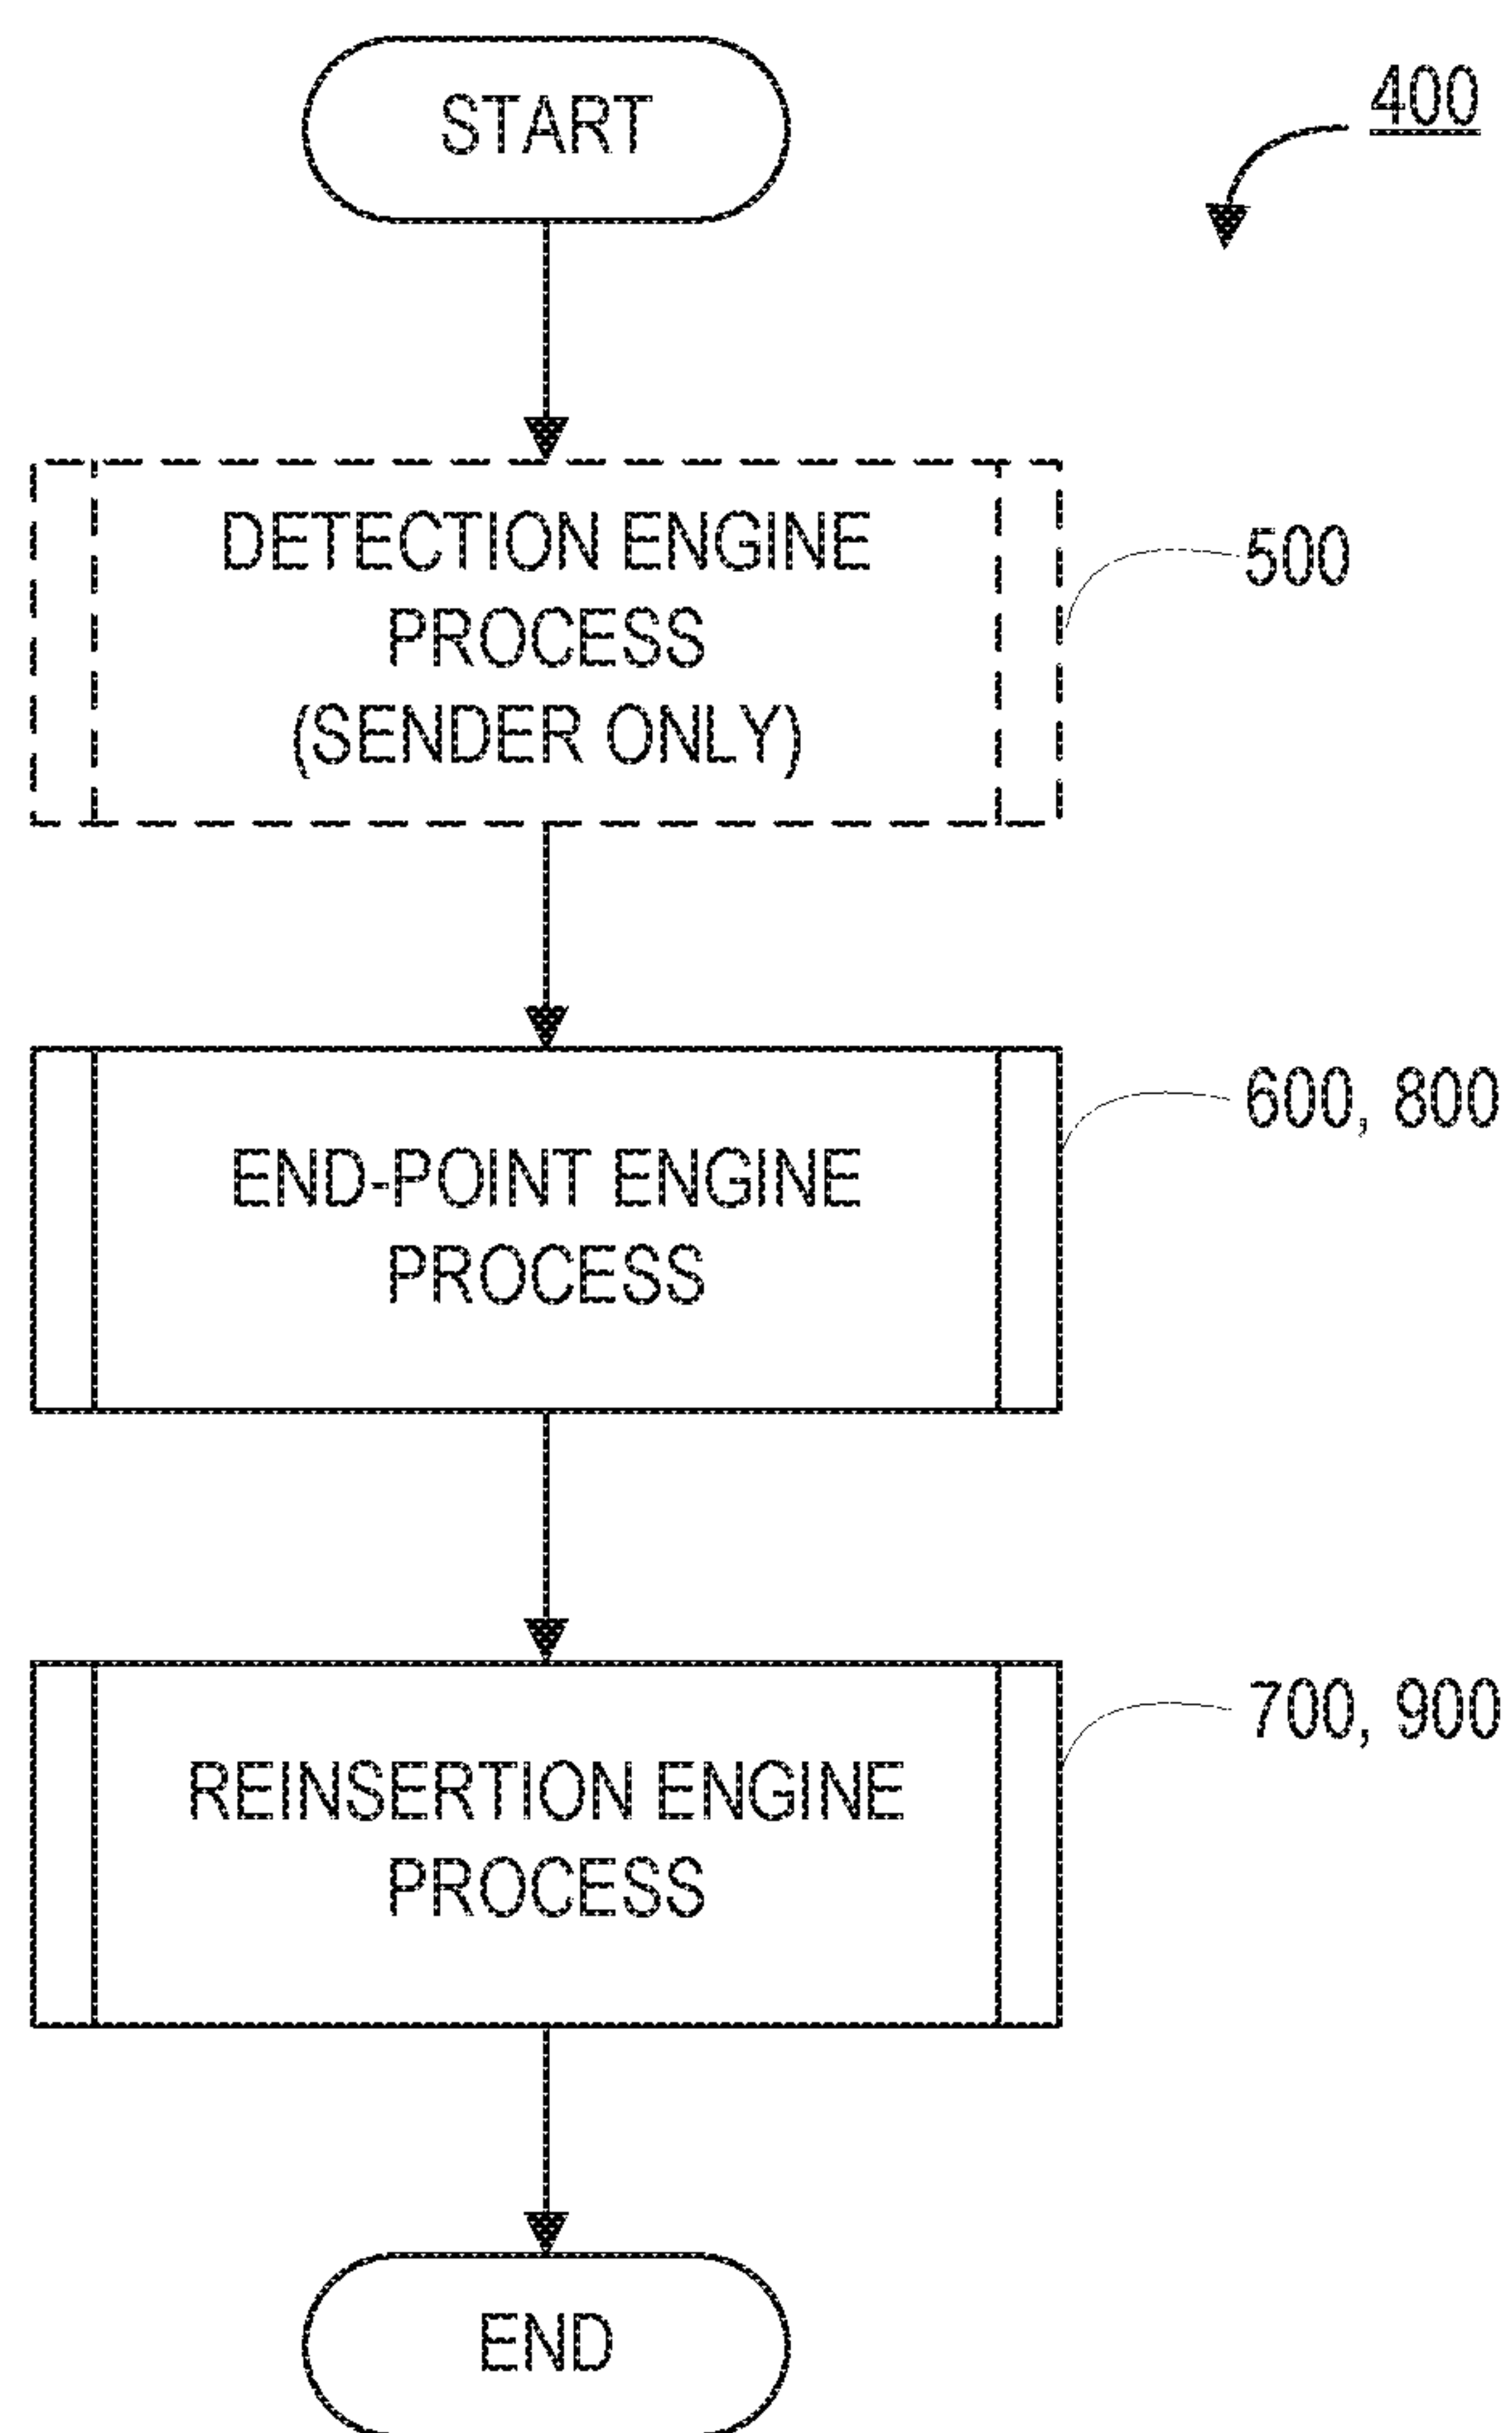 START
400
DETECTION ENGINE
PROCESS
(SENDER ONLY)
500
END-POINT ENGINE
PROCESS
600, 800
REINSERTION ENGINE
PROCESS
700, 900
END